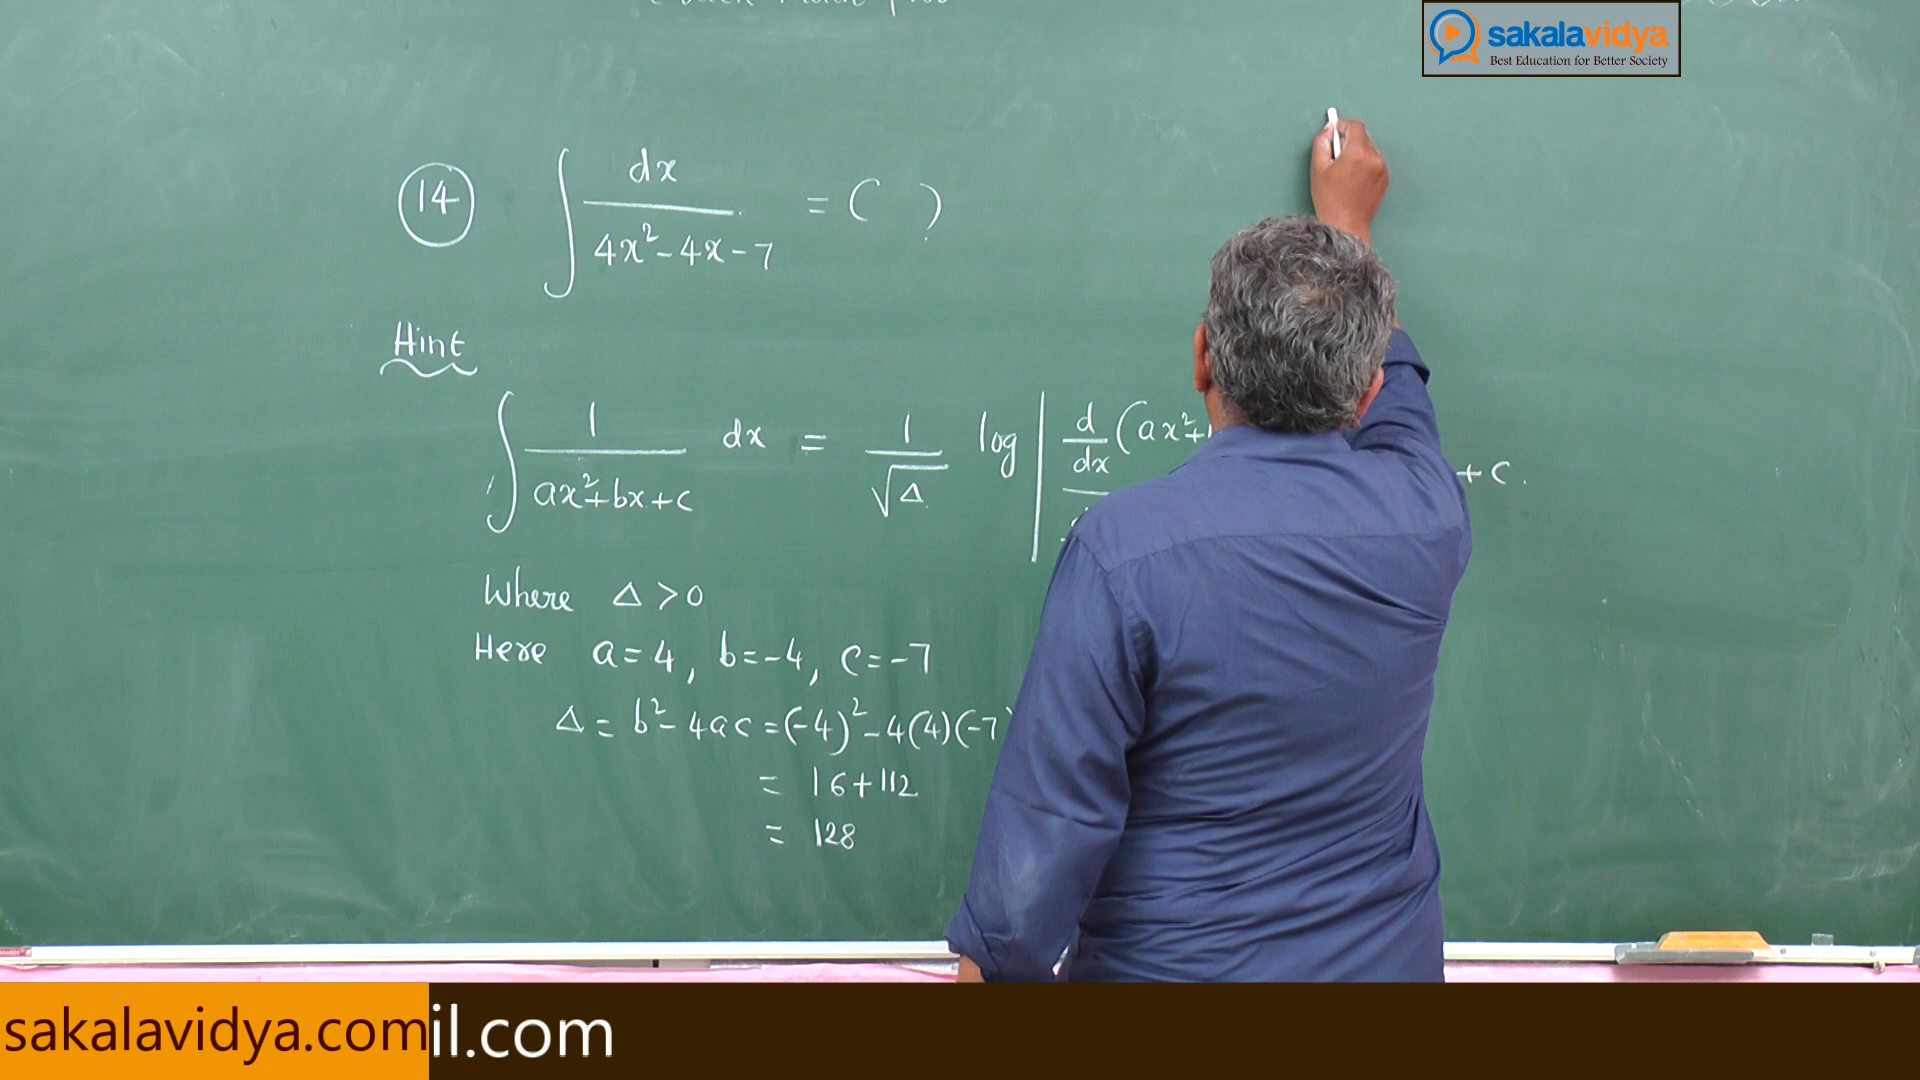 sakalavidya
Best Education for Better Society
14 ∫ dx / 4x² - 4x - 7 = ( )
Hint
∫ 1 / ax² + bx + c dx = 1 / √Δ log | d/dx (ax² + + c.
Where Δ > 0
Here a = 4, b = -4, c = -7
Δ = b² - 4ac = (-4)² - 4(4)(-7)
= 16 + 112
= 128
sakalavidya.comil.com